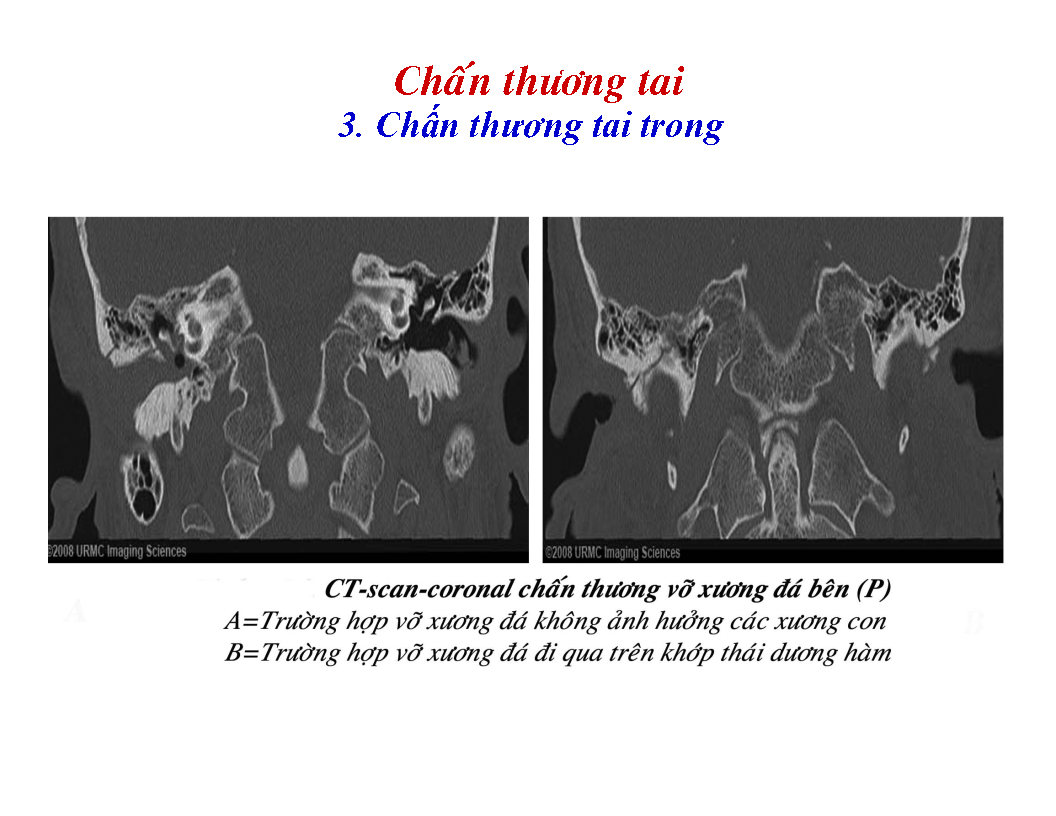 Chấn thương tai
3. Chấn thương tai trong
©2008 URMC Imaging Sciences
©2008 URMC Imaging Sciences
CT-scan-coronal chấn thương vỡ xương đá bên (P)
A
A=Trường hợp vỡ xương đá không ảnh hưởng các xương con
B
B=Trường hợp vỡ xương đá đi qua trên khớp thái dương hàm